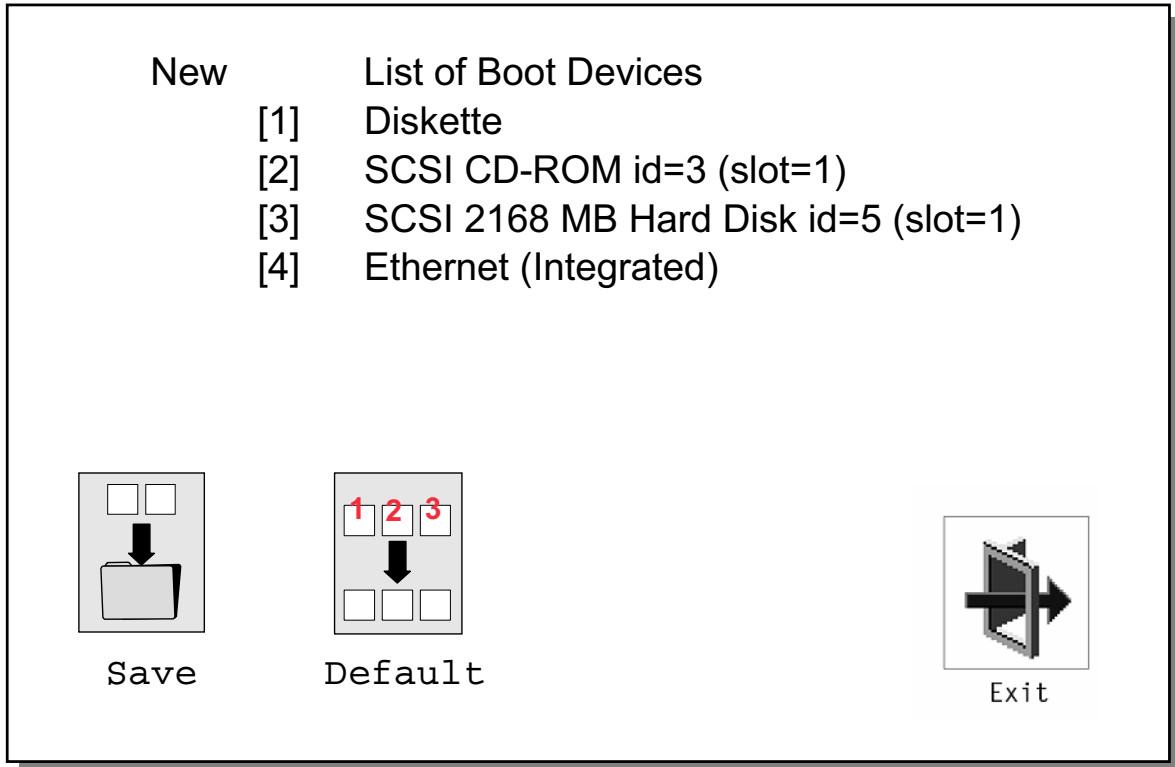 New List of Boot Devices
[1] Diskette
[2] SCSI CD-ROM id=3 (slot=1)
[3] SCSI 2168 MB Hard Disk id=5 (slot=1)
[4] Ethernet (Integrated)
1 2 3
Save Default Exit